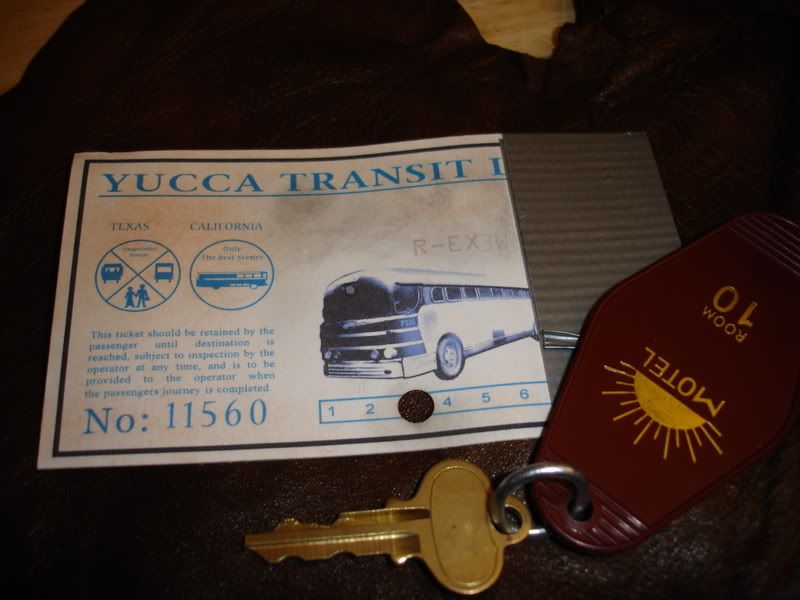 YUCCA TRANSIT
TEXAS
CALIFORNIA
Only
The Best Scenes
R-EX3W
This ticket should be retained by the
passenger until destination is
reached, subject to inspection by the
operator at any time, and is to be
provided to the operator when
the passengers journey is completed
No: 11560
1 2 4 5 6
ROOM
10
MOTEL